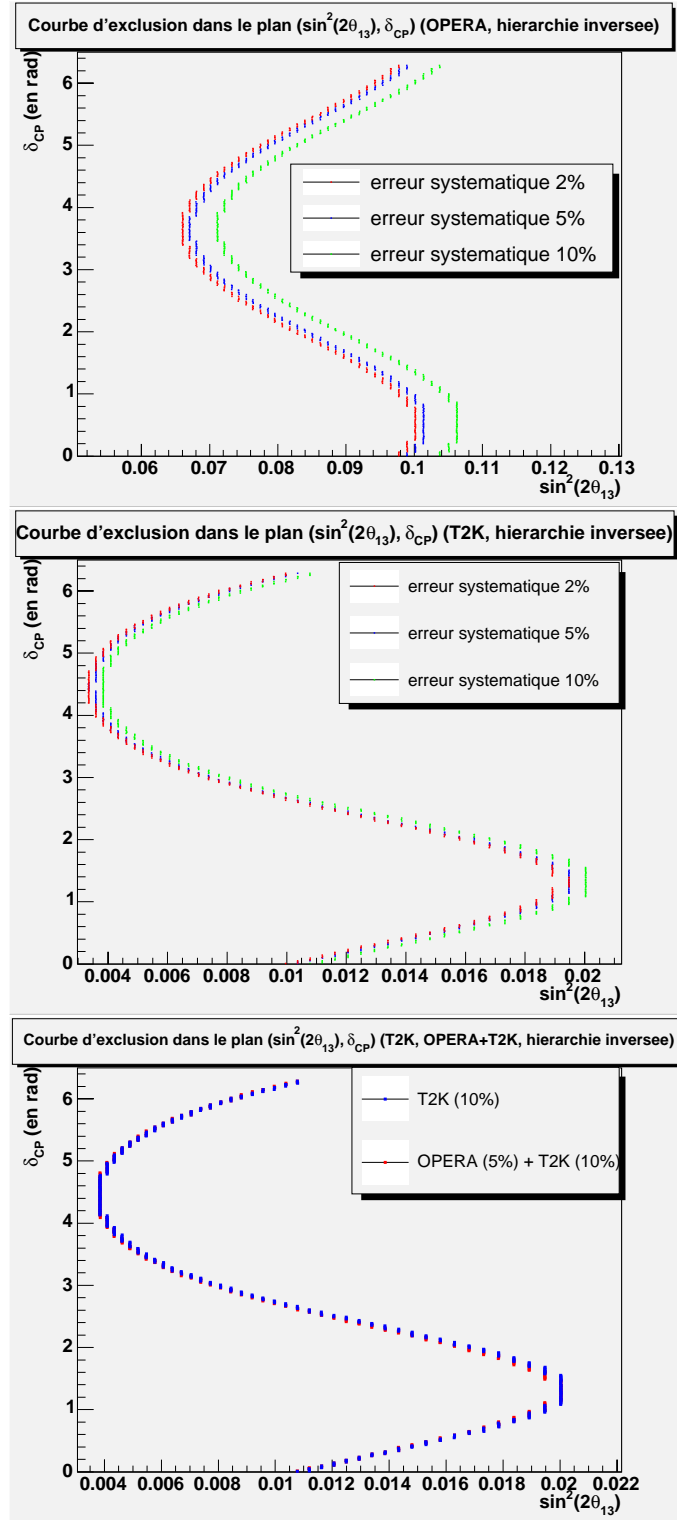 Courbe d'exclusion dans le plan (sin²(2θ₁₃), δ_CP) (OPERA, hierarchie inversee)
δ_CP (en rad)
6
5
4
3
2
1
0
erreur systematique 2%
erreur systematique 5%
erreur systematique 10%
0.06 0.07 0.08 0.09 0.1 0.11 0.12 0.13
sin²(2θ₁₃)
Courbe d'exclusion dans le plan (sin²(2θ₁₃), δ_CP) (T2K, hierarchie inversee)
δ_CP (en rad)
6
5
4
3
2
1
0
erreur systematique 2%
erreur systematique 5%
erreur systematique 10%
0.004 0.006 0.008 0.01 0.012 0.014 0.016 0.018 0.02
sin²(2θ₁₃)
Courbe d'exclusion dans le plan (sin²(2θ₁₃), δ_CP) (T2K, OPERA+T2K, hierarchie inversee)
δ_CP (en rad)
6
5
4
3
2
1
0
T2K (10%)
OPERA (5%) + T2K (10%)
0.004 0.006 0.008 0.01 0.012 0.014 0.016 0.018 0.02 0.022
sin²(2θ₁₃)